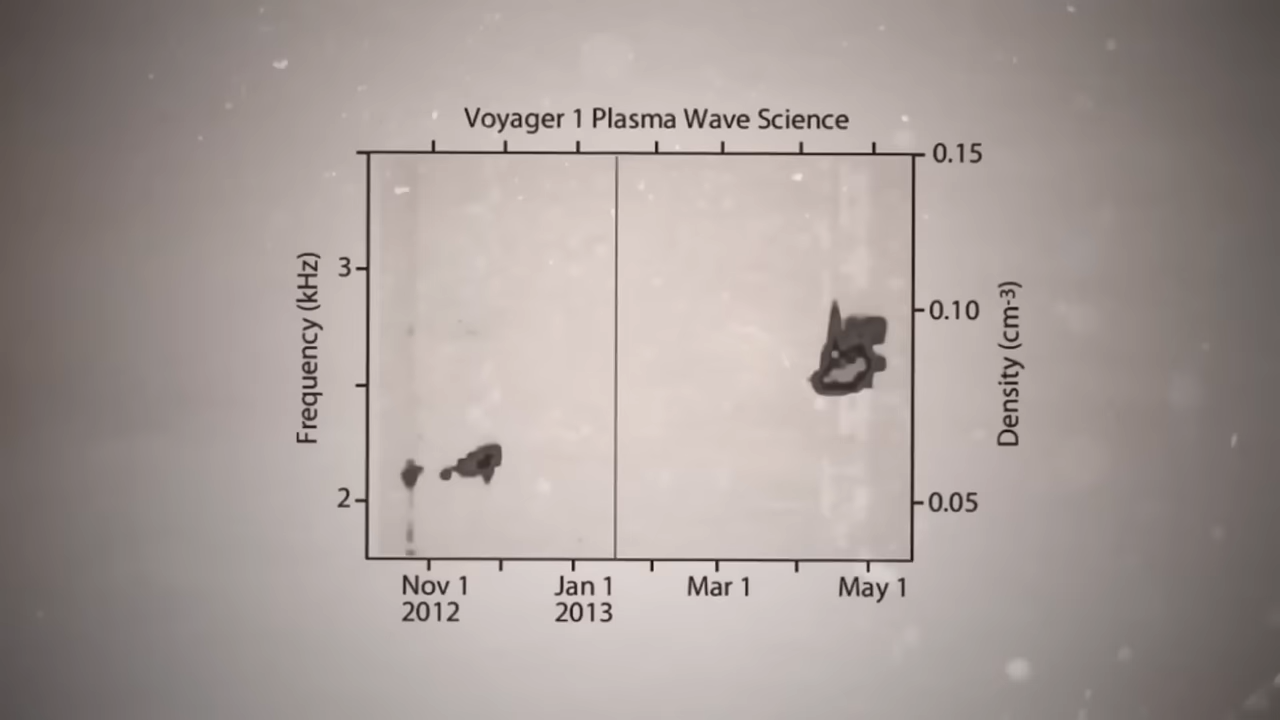 Voyager 1 Plasma Wave Science
0.15
3
0.10
Frequency (kHz)
Density (cm-3)
2
0.05
Nov 1
2012
Jan 1
2013
Mar 1
May 1